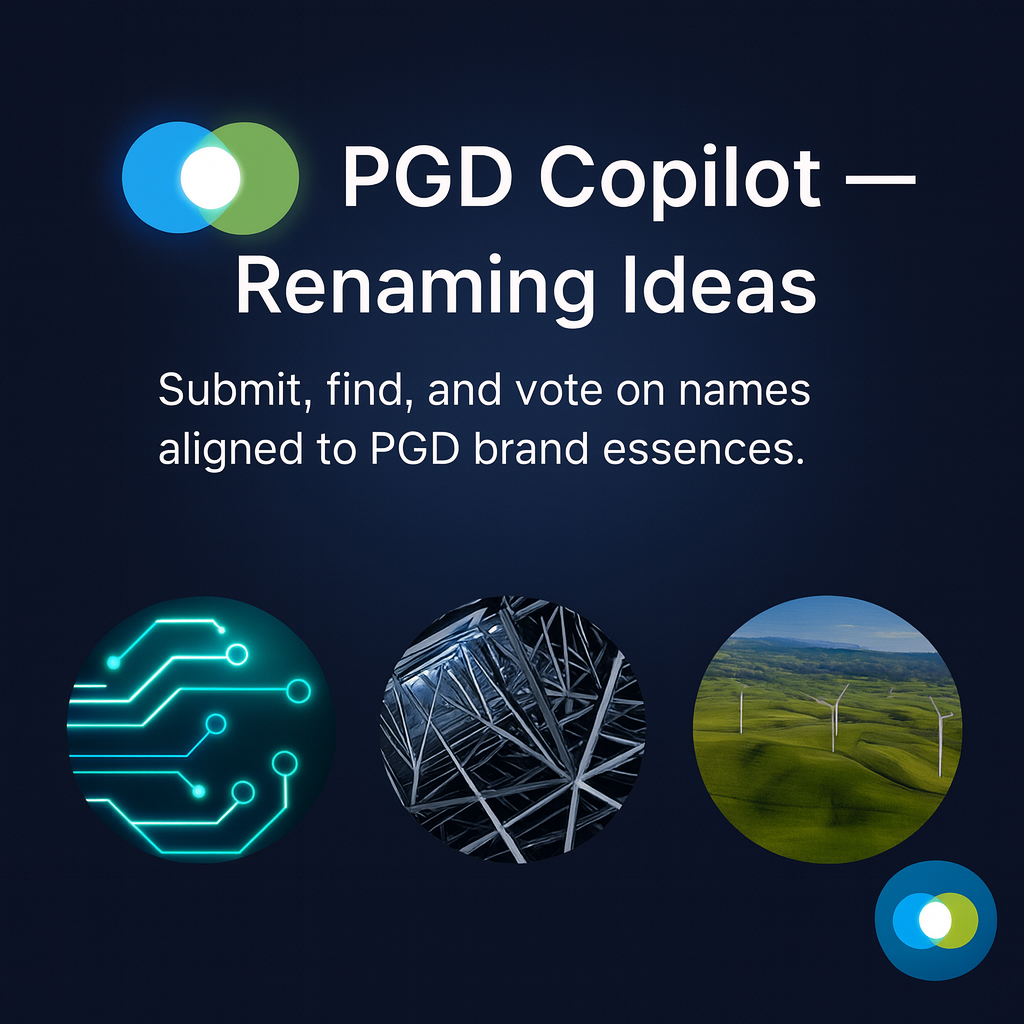 PGD Copilot —
Renaming Ideas
Submit, find, and vote on names
aligned to PGD brand essences.